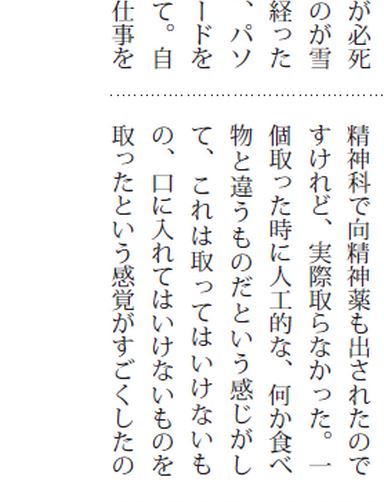 が必死
のが雪
経った
、パソ
ードを
て。自
仕事を
精神科で向精神薬も出されたので
すけれど、実際取らなかった。一
個取った時に人工的な、何か食べ
物と違うものだという感じがし
て、これは取ってはいけないも
の、口に入れてはいけないものを
取ったという感覚がすごくしたの